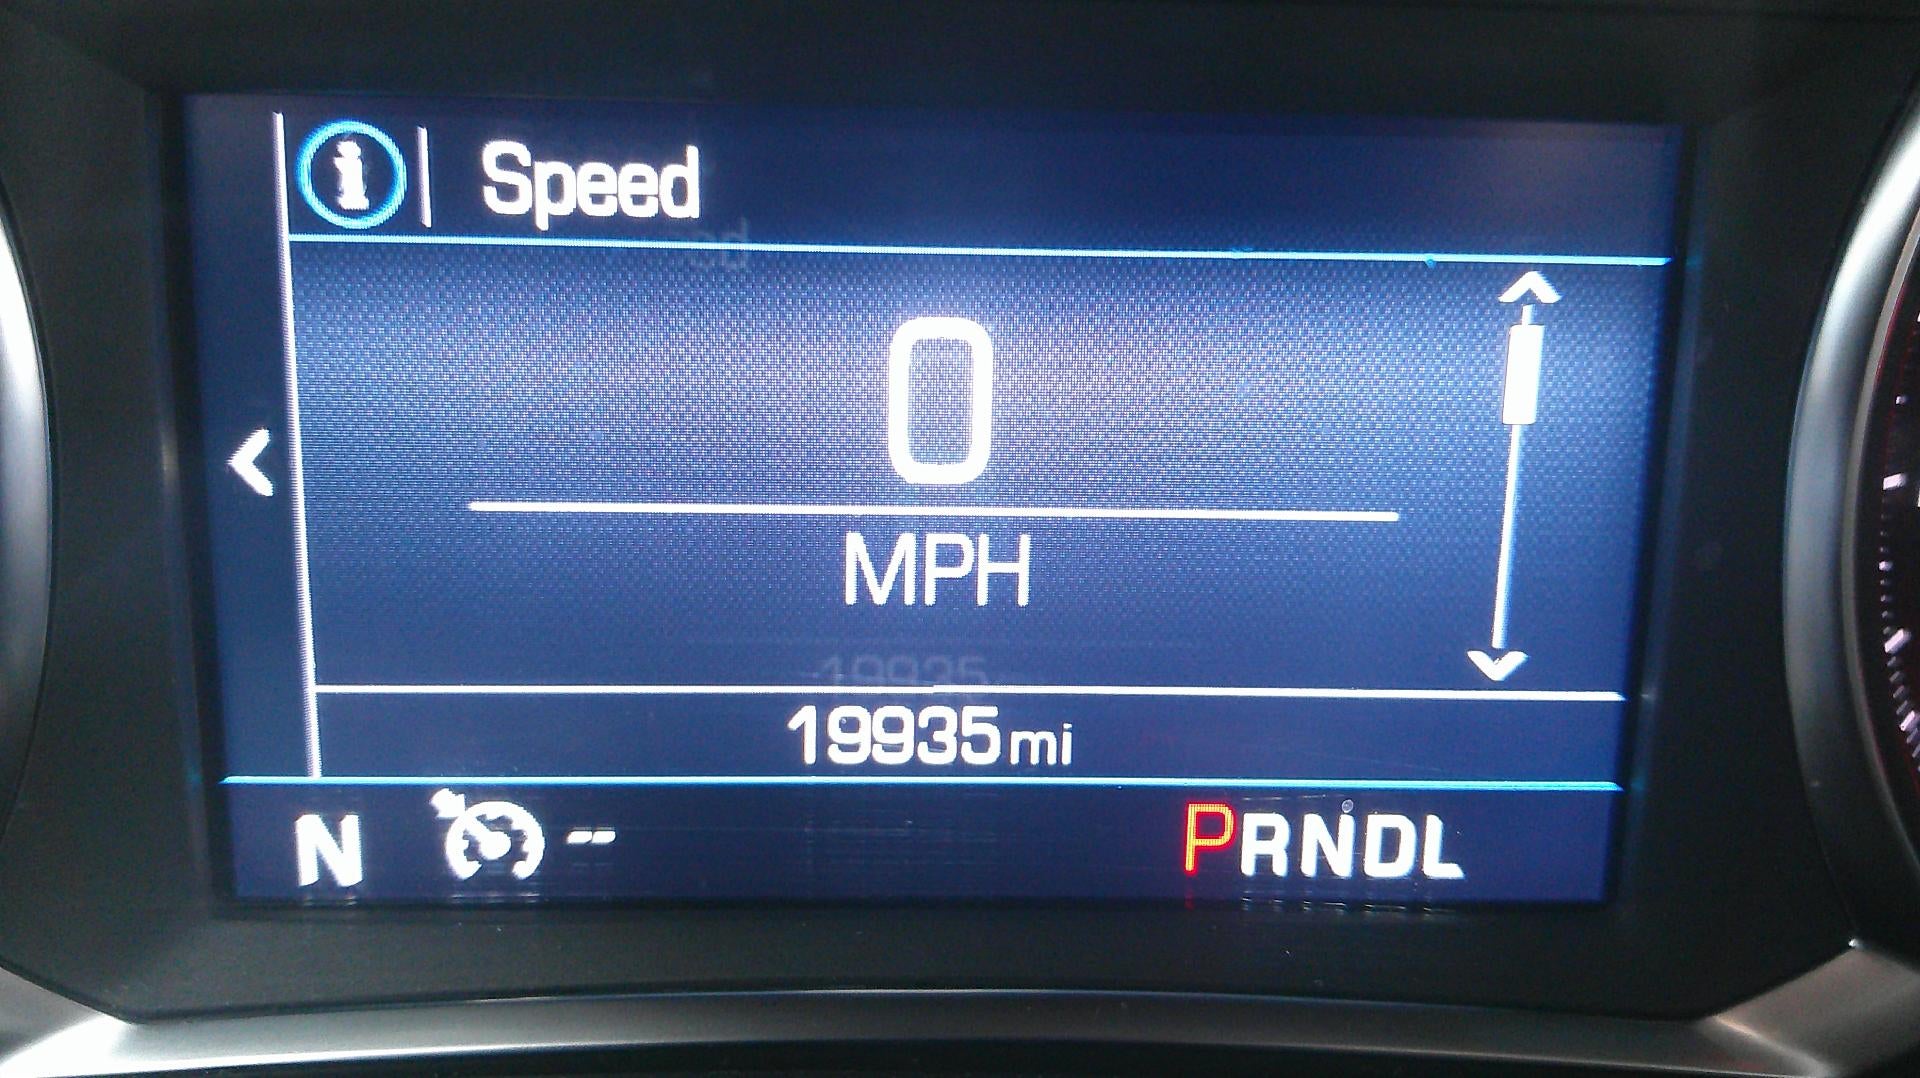 i | Speed
0
MPH
19935 mi
N -- PRNDL